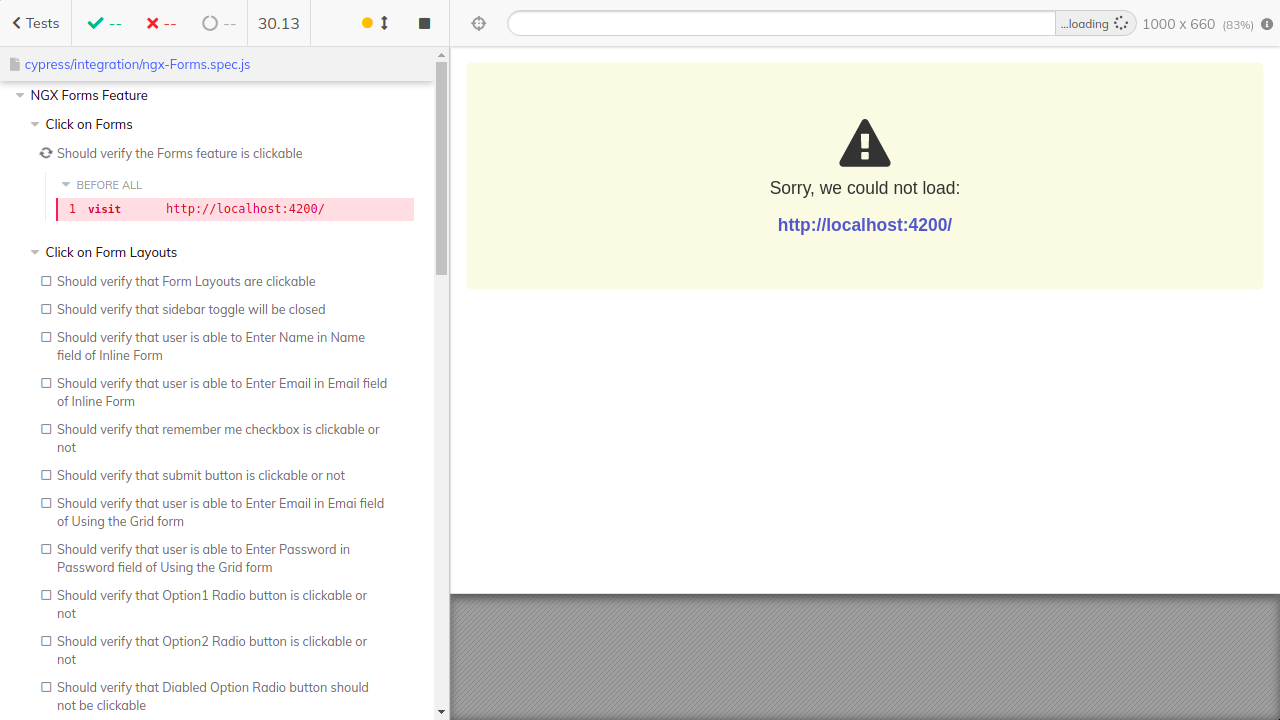 Tests
--
--
--
30.13
...loading
1000 x 660 (83%)
cypress/integration/ngx-Forms.spec.js
NGX Forms Feature
Click on Forms
Should verify the Forms feature is clickable
BEFORE ALL
1 visit http://localhost:4200/
Click on Form Layouts
Should verify that Form Layouts are clickable
Should verify that sidebar toggle will be closed
Should verify that user is able to Enter Name in Name
field of Inline Form
Should verify that user is able to Enter Email in Email field
of Inline Form
Should verify that remember me checkbox is clickable or
not
Should verify that submit button is clickable or not
Should verify that user is able to Enter Email in Emai field
of Using the Grid form
Should verify that user is able to Enter Password in
Password field of Using the Grid form
Should verify that Option1 Radio button is clickable or
not
Should verify that Option2 Radio button is clickable or
not
Should verify that Diabled Option Radio button should
not be clickable
Sorry, we could not load:
http://localhost:4200/